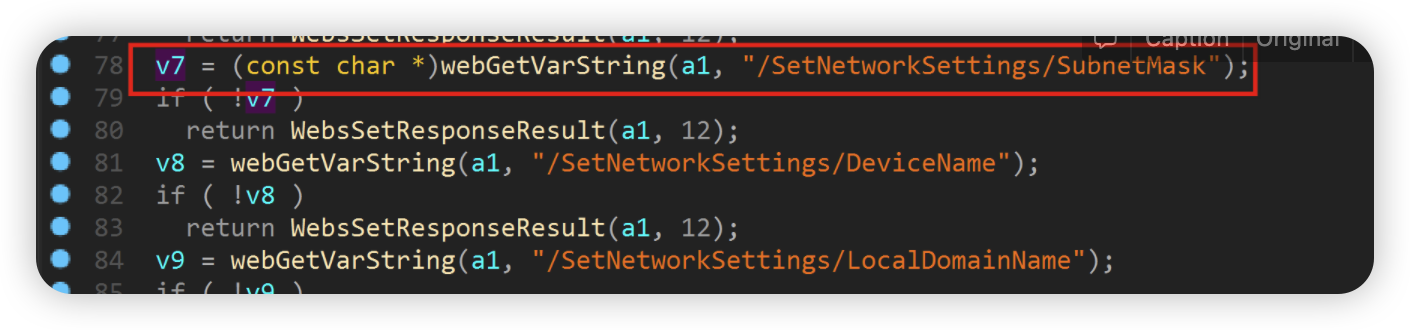 77 return WebsSetResponseResult(a1, 12);
Caption Original
78 v7 = (const char *)webGetVarString(a1, "/SetNetworkSettings/SubnetMask");
79 if ( !v7 )
80 return WebsSetResponseResult(a1, 12);
81 v8 = webGetVarString(a1, "/SetNetworkSettings/DeviceName");
82 if ( !v8 )
83 return WebsSetResponseResult(a1, 12);
84 v9 = webGetVarString(a1, "/SetNetworkSettings/LocalDomainName");
85 if ( !v9 )